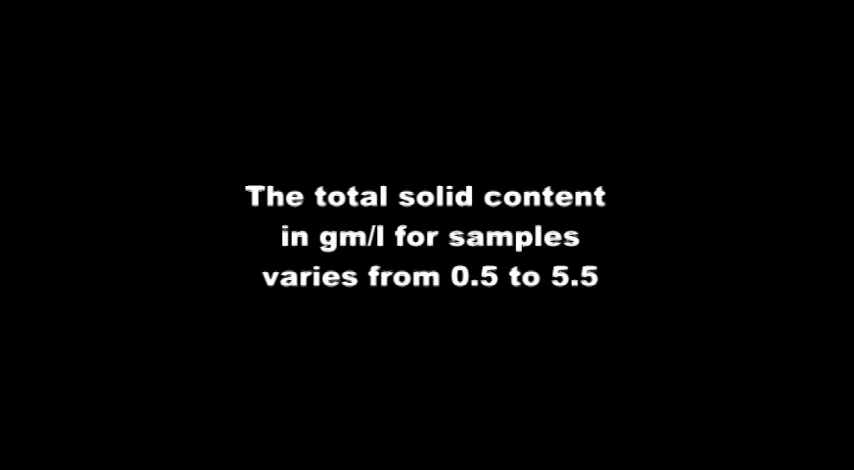 The total solid content
in gm/l for samples
varies from 0.5 to 5.5